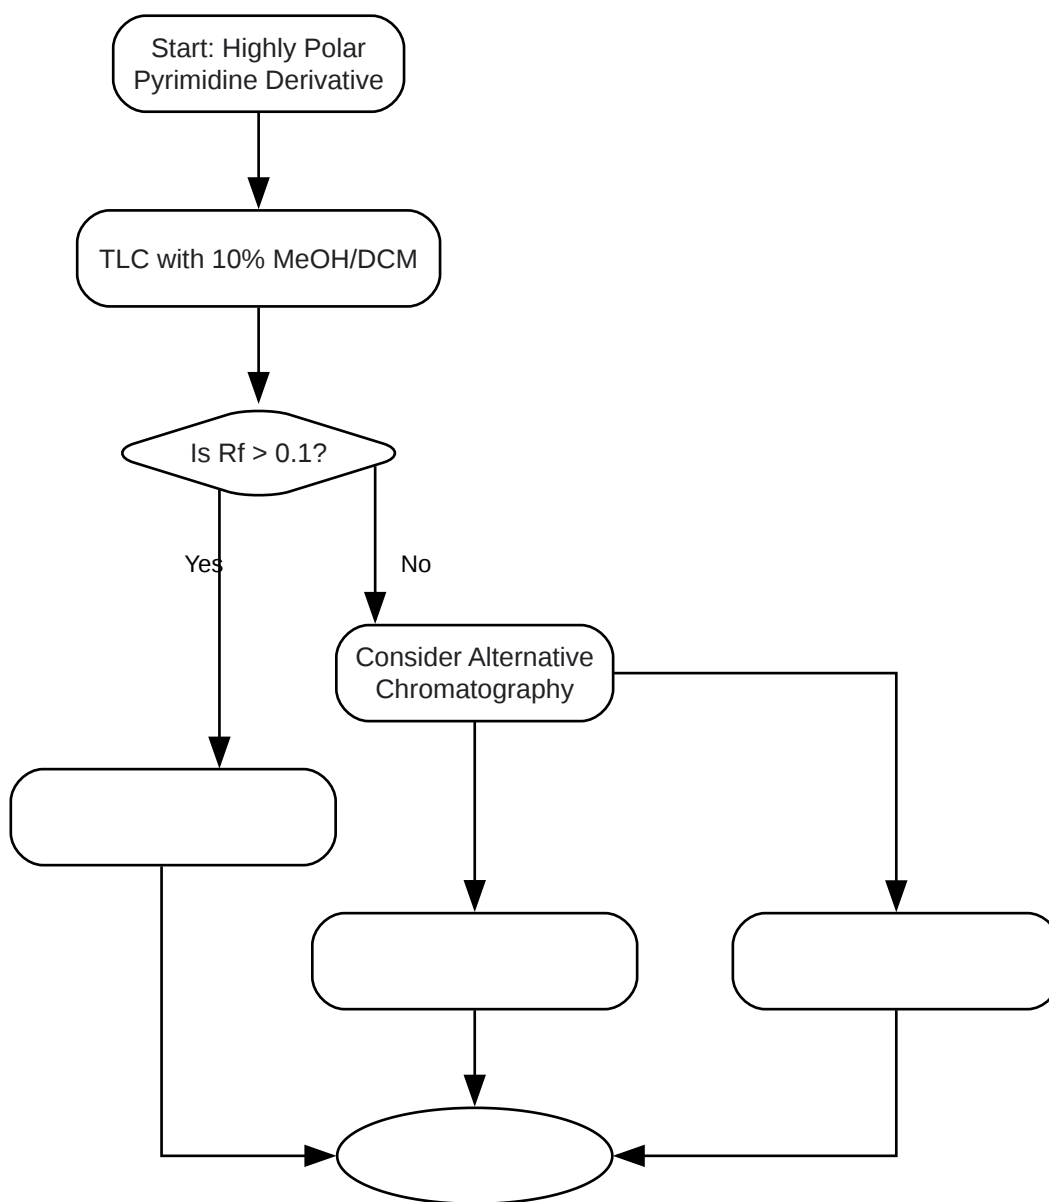 Start: Highly Polar
Pyrimidine Derivative
TLC with 10% MeOH/DCM
Is Rf > 0.1?
Yes
No
Consider Alternative
Chromatography